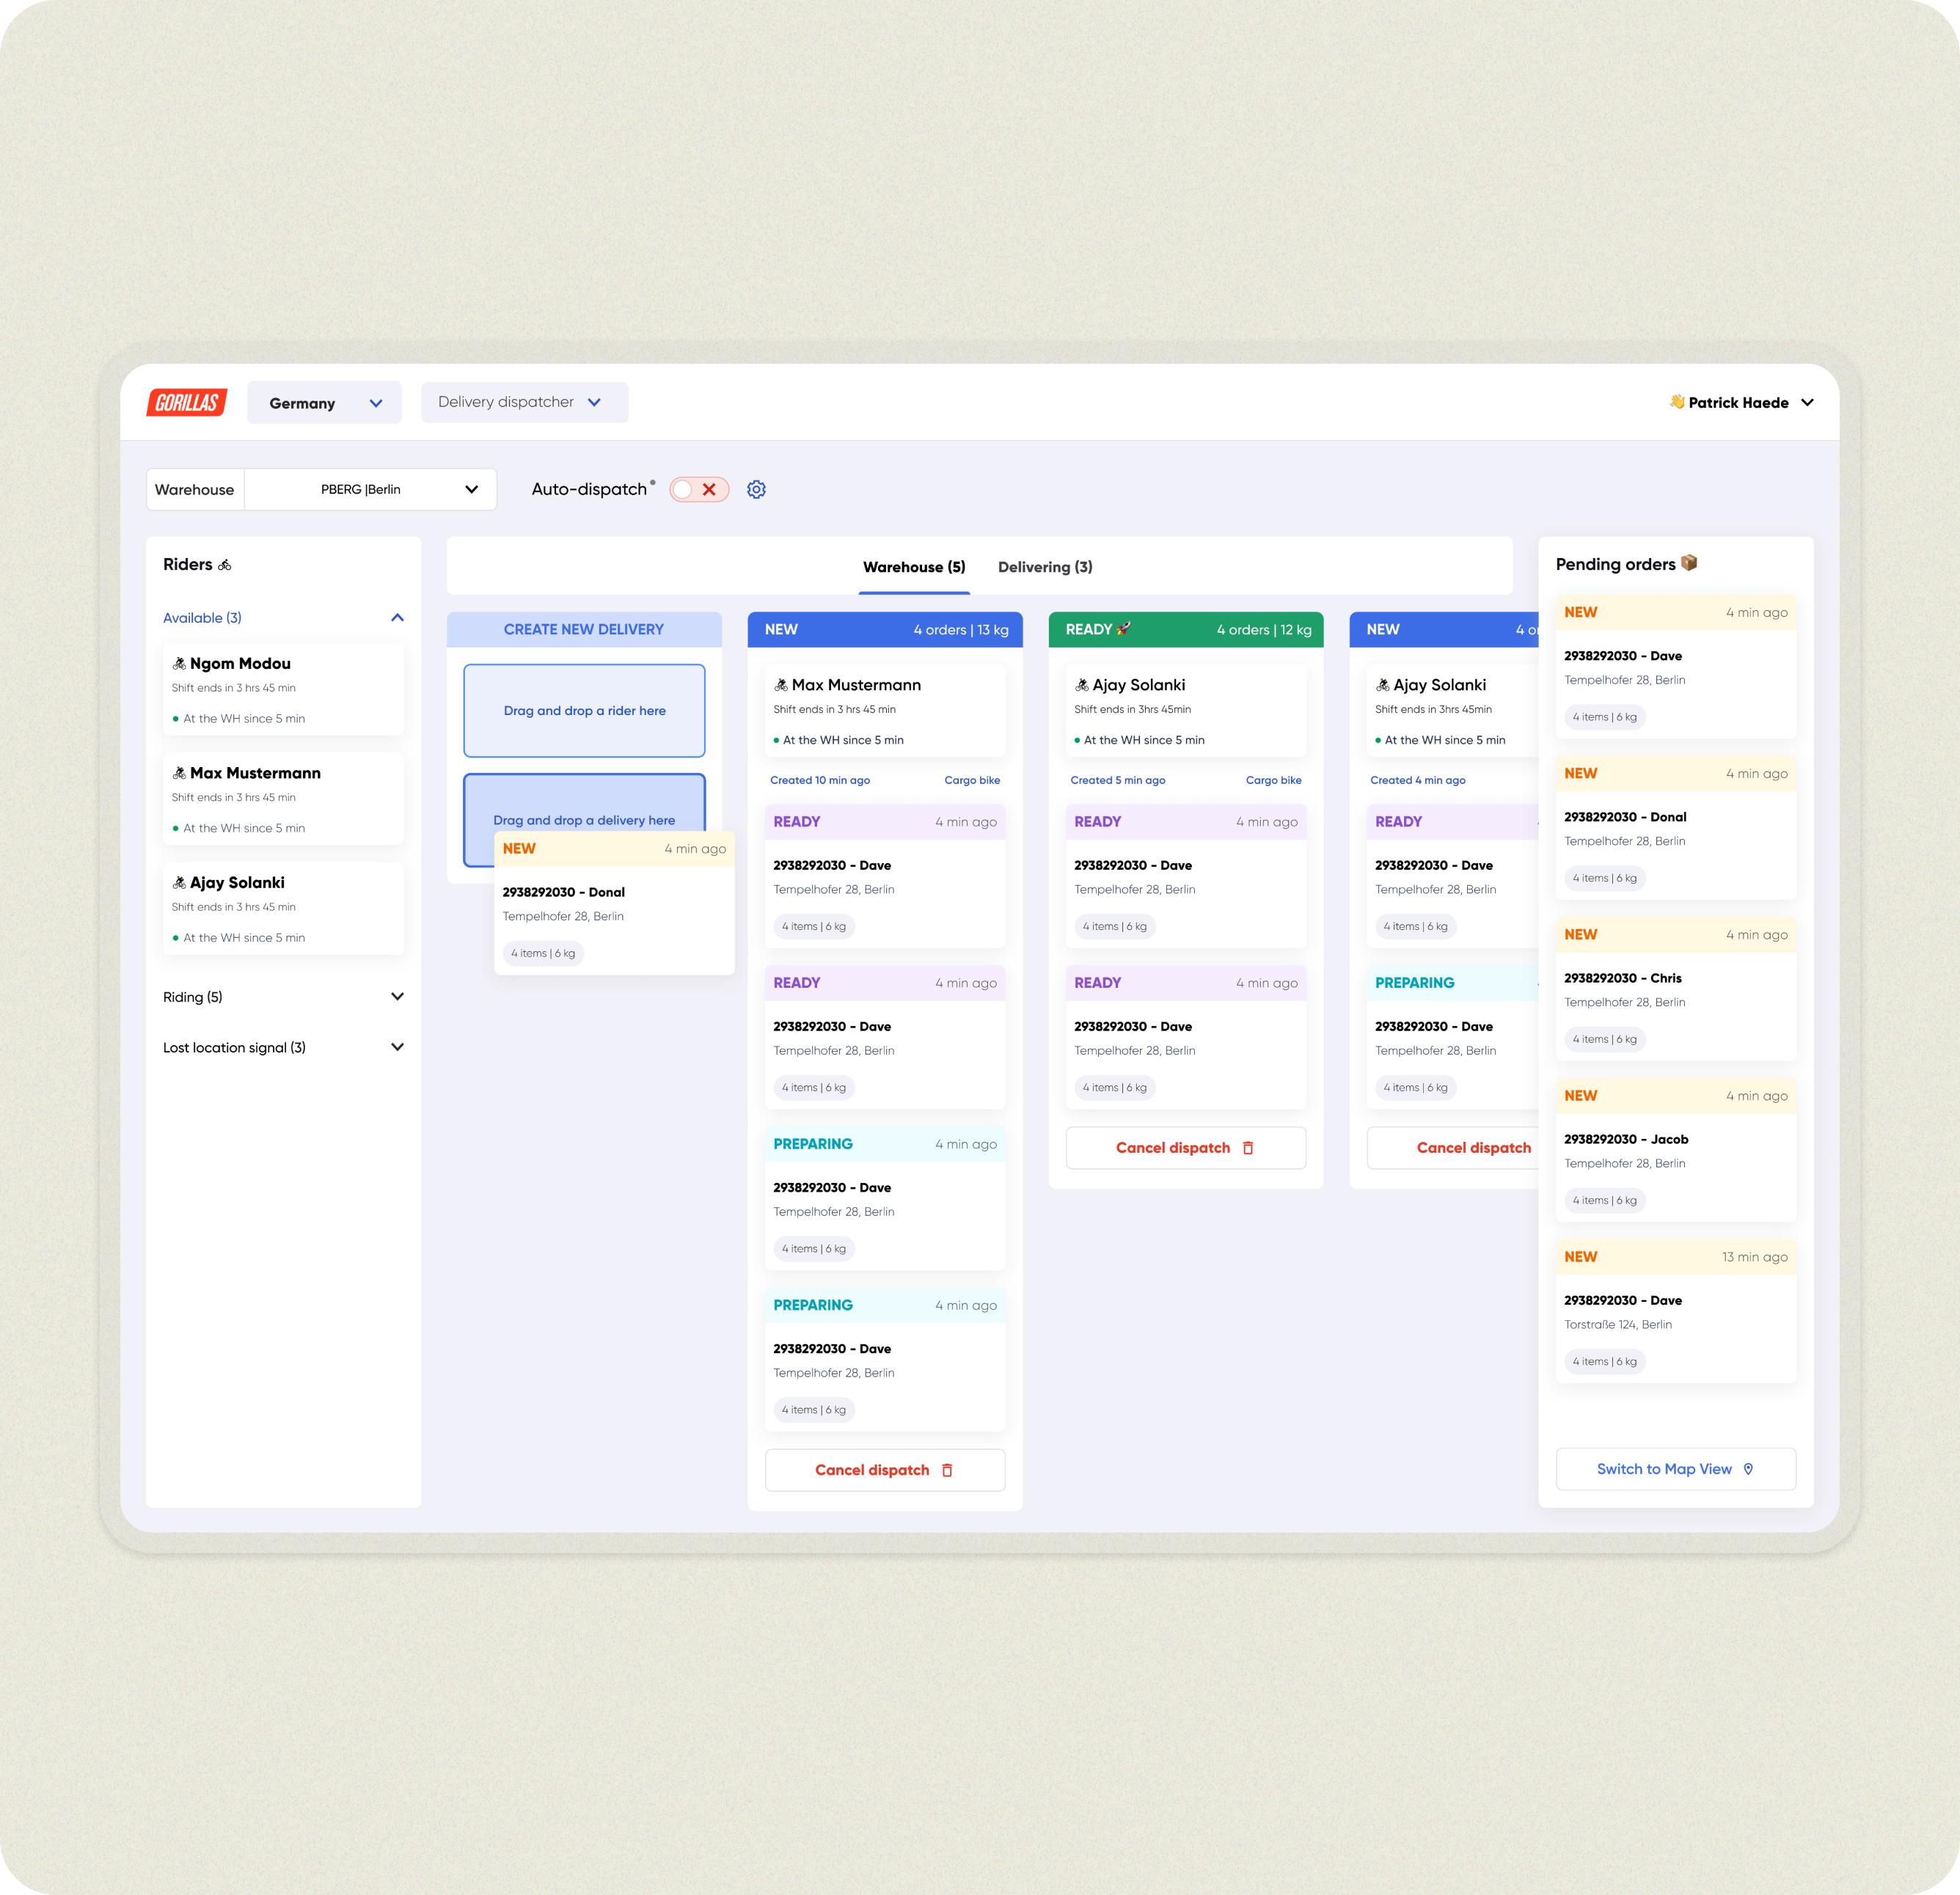 GORILLAS
Germany
Delivery dispatcher
Patrick Haede
Warehouse
PBERG |Berlin
Auto-dispatch
Riders
Available (3)
Ngom Modou
Shift ends in 3 hrs 45 min
At the WH since 5 min
Max Mustermann
Shift ends in 3 hrs 45 min
At the WH since 5 min
Ajay Solanki
Shift ends in 3 hrs 45 min
At the WH since 5 min
Riding (5)
Lost location signal (3)
Warehouse (5)
Delivering (3)
CREATE NEW DELIVERY
Drag and drop a rider here
Drag and drop a delivery here
NEW 4 min ago
2938292030 - Donal
Tempelhofer 28, Berlin
4 items | 6 kg
NEW 4 orders | 13 kg
Max Mustermann
Shift ends in 3 hrs 45 min
At the WH since 5 min
Created 10 min ago Cargo bike
READY 4 min ago
2938292030 - Dave
Tempelhofer 28, Berlin
4 items | 6 kg
READY 4 min ago
2938292030 - Dave
Tempelhofer 28, Berlin
4 items | 6 kg
PREPARING 4 min ago
2938292030 - Dave
Tempelhofer 28, Berlin
4 items | 6 kg
PREPARING 4 min ago
2938292030 - Dave
Tempelhofer 28, Berlin
4 items | 6 kg
Cancel dispatch
READY 4 orders | 12 kg
Ajay Solanki
Shift ends in 3hrs 45min
At the WH since 5 min
Created 5 min ago Cargo bike
READY 4 min ago
2938292030 - Dave
Tempelhofer 28, Berlin
4 items | 6 kg
READY 4 min ago
2938292030 - Dave
Tempelhofer 28, Berlin
4 items | 6 kg
Cancel dispatch
NEW 4
Ajay Solanki
Shift ends in 3hrs 45min
At the WH since 5 min
Created 4 min ago
READY
2938292030 - Dave
Tempelhofer 28, Berlin
4 items | 6 kg
PREPARING
2938292030 - Dave
Tempelhofer 28, Berlin
4 items | 6 kg
Cancel dispatch
Pending orders
NEW 4 min ago
2938292030 - Dave
Tempelhofer 28, Berlin
4 items | 6 kg
NEW 4 min ago
2938292030 - Donal
Tempelhofer 28, Berlin
4 items | 6 kg
NEW 4 min ago
2938292030 - Chris
Tempelhofer 28, Berlin
4 items | 6 kg
NEW 4 min ago
2938292030 - Jacob
Tempelhofer 28, Berlin
4 items | 6 kg
NEW 13 min ago
2938292030 - Dave
Torstraße 124, Berlin
4 items | 6 kg
Switch to Map View